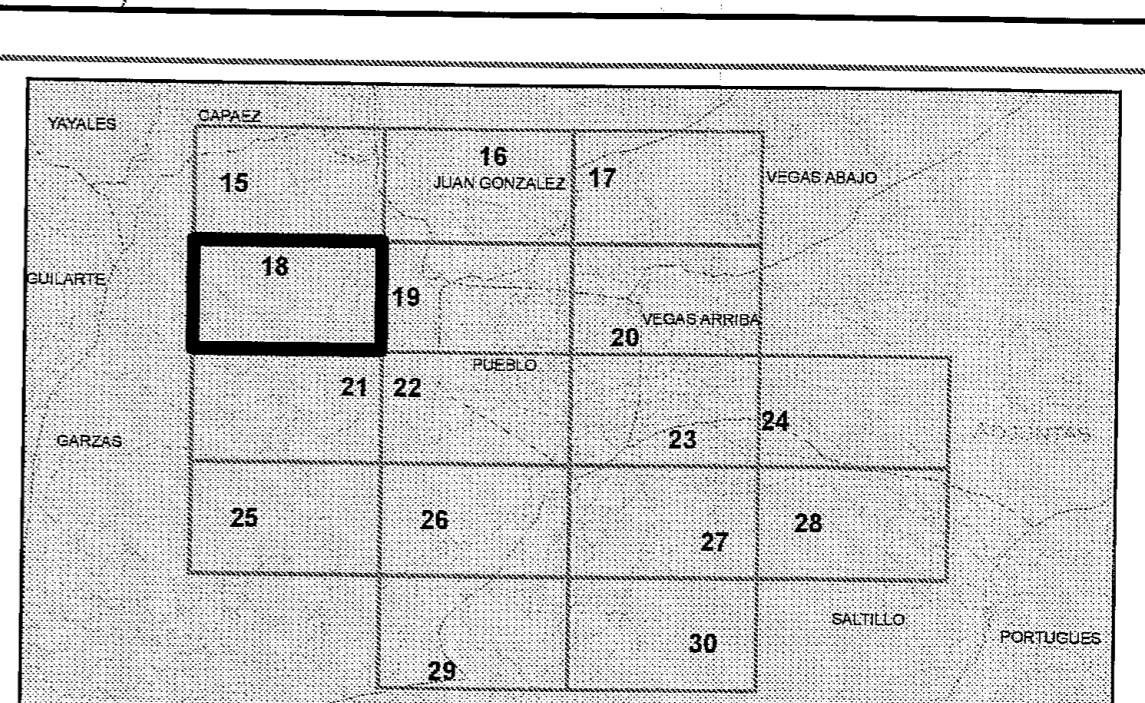 YAYALES
CAPAEZ
16
15
JUAN GONZALEZ
17
VEGAS ABAJO
18
GUILARTE
19
VEGAS ARRIBA
20
PUEBLO
21
22
24
ADJUNTAS
GARZAS
23
25
26
28
27
SALTILLO
30
PORTUGUES
29